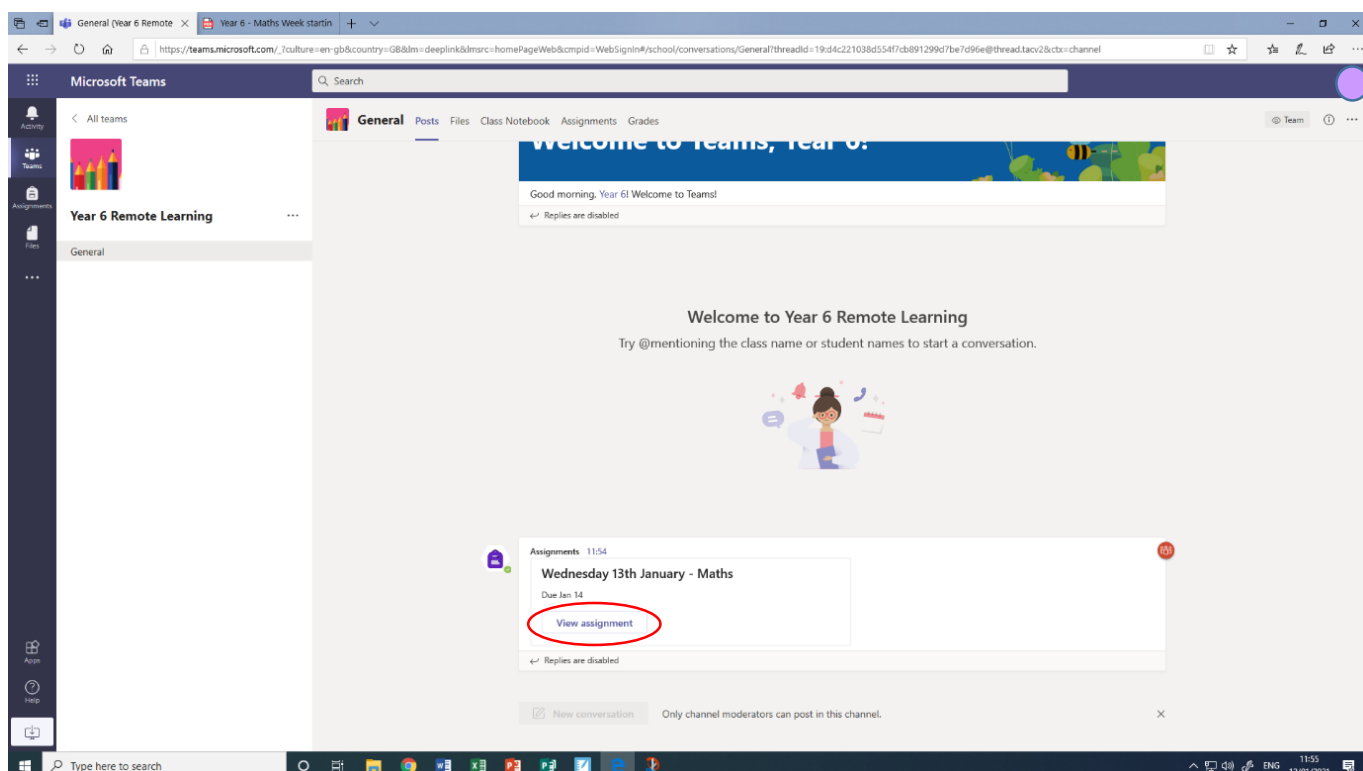 General (Year 6 Remote
Year 6 - Maths Week startin
https://teams.microsoft.com/_?culture=en-gb&country=GB&lm=deeplink&lmsrc=homePageWeb&cmpid=WebSignIn#/school/conversations/General?threadId=19:d4c221038d554f7cb891299d7be7d96e@thread.tacv2&ctx=channel
Microsoft Teams
Search
Activity
Teams
Assignments
Files
Apps
Help
All teams
Year 6 Remote Learning
General
General Posts Files Class Notebook Assignments Grades
Team
Welcome to Teams, Year 6!
Good morning, Year 6! Welcome to Teams!
Replies are disabled
Welcome to Year 6 Remote Learning
Try @mentioning the class name or student names to start a conversation.
Assignments 11:54
Wednesday 13th January - Maths
Due Jan 14
View assignment
Replies are disabled
New conversation
Only channel moderators can post in this channel.
Type here to search
ENG
11:55
13/01/2021